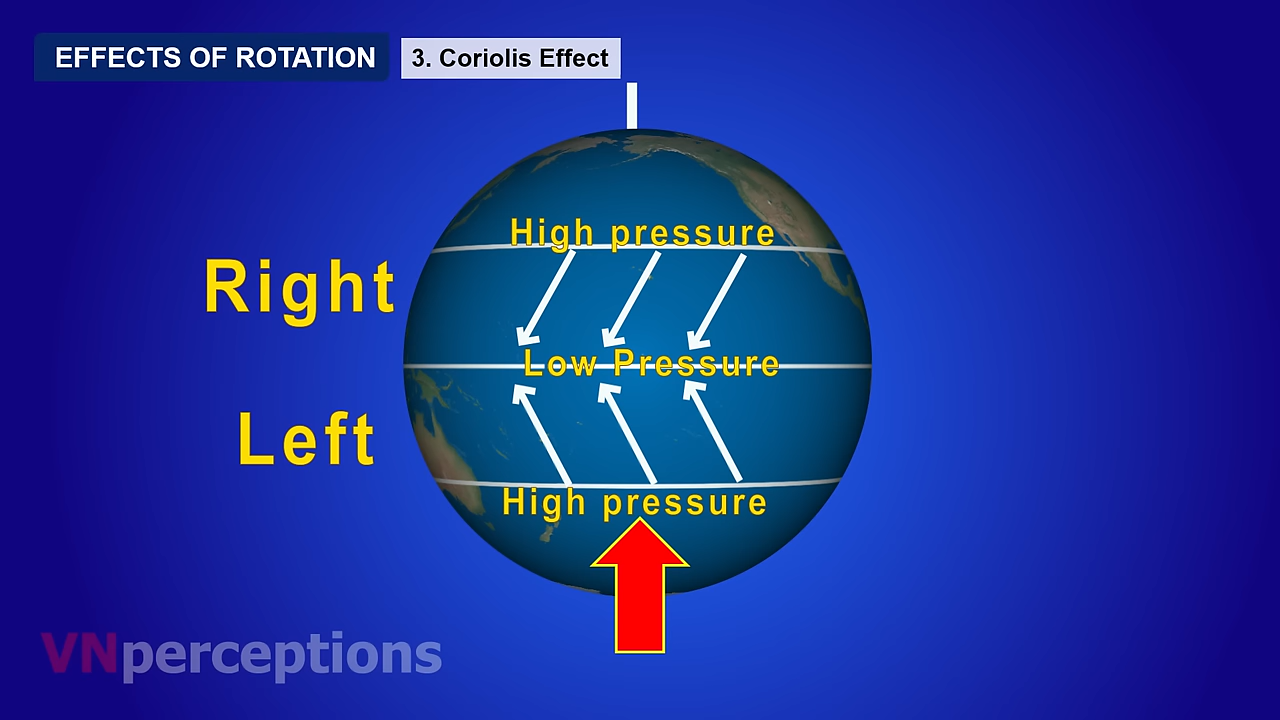 EFFECTS OF ROTATION
3. Coriolis Effect
High pressure
Right
Low Pressure
Left
High pressure
VNperceptions